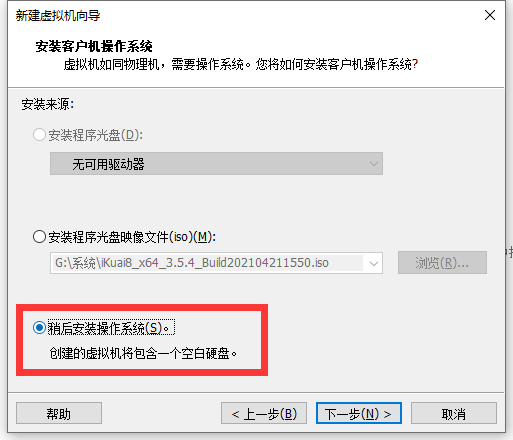 新建虚拟机向导
安装客户机操作系统
虚拟机如同物理机，需要操作系统。您将如何安装客户机操作系统?
安装来源:
安装程序光盘(D):
无可用驱动器
安装程序光盘映像文件(iso)(M):
G:\系统\iKuai8_x64_3.5.4_Build202104211550.iso
浏览(R)...
稍后安装操作系统(S)。
创建的虚拟机将包含一个空白硬盘。
帮助
< 上一步(B)
下一步(N) >
取消